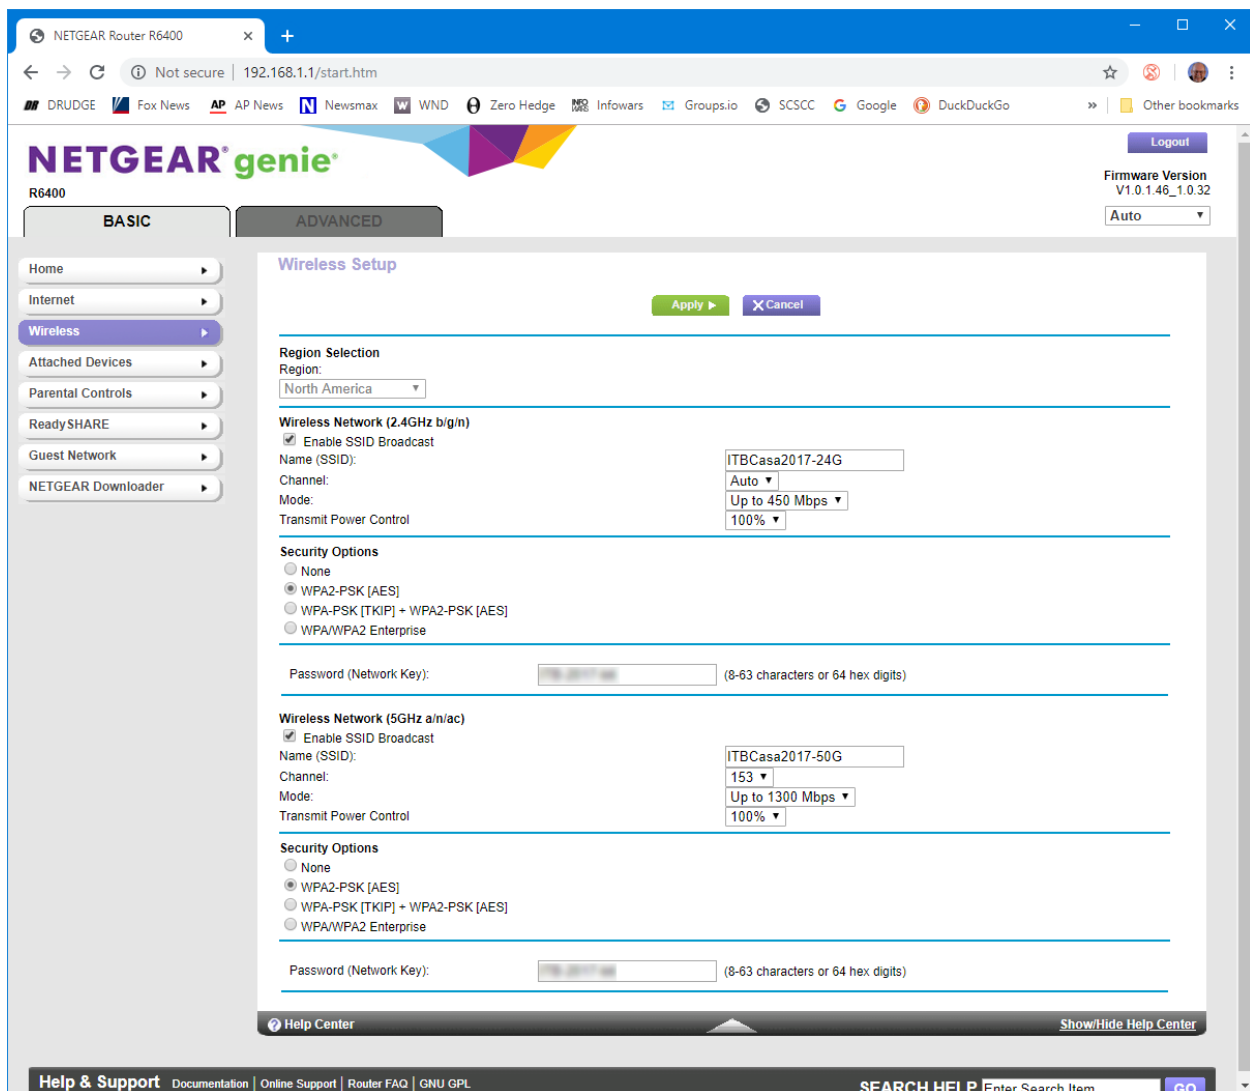 NETGEAR Router R6400
Not secure | 192.168.1.1/start.htm
DRUDGE Fox News AP AP News N Newsmax W WND Zero Hedge INFO WARS Infowars Groups.io SCSCC G Google DuckDuckGo » Other bookmarks
NETGEAR® genie®
Logout
R6400
Firmware Version
V1.0.1.46_1.0.32
BASIC
ADVANCED
Auto
Home
Internet
Wireless
Attached Devices
Parental Controls
ReadySHARE
Guest Network
NETGEAR Downloader
Wireless Setup
Apply
X Cancel
Region Selection
Region:
North America
Wireless Network (2.4GHz b/g/n)
Enable SSID Broadcast
Name (SSID): ITBCasa2017-24G
Channel: Auto
Mode: Up to 450 Mbps
Transmit Power Control 100%
Security Options
None
WPA2-PSK [AES]
WPA-PSK [TKIP] + WPA2-PSK [AES]
WPA/WPA2 Enterprise
Password (Network Key): (8-63 characters or 64 hex digits)
Wireless Network (5GHz a/n/ac)
Enable SSID Broadcast
Name (SSID): ITBCasa2017-50G
Channel: 153
Mode: Up to 1300 Mbps
Transmit Power Control 100%
Security Options
None
WPA2-PSK [AES]
WPA-PSK [TKIP] + WPA2-PSK [AES]
WPA/WPA2 Enterprise
Password (Network Key): (8-63 characters or 64 hex digits)
Help Center
Show/Hide Help Center
Help & Support Documentation | Online Support | Router FAQ | GNU GPL
SEARCH HELP Enter Search Item GO